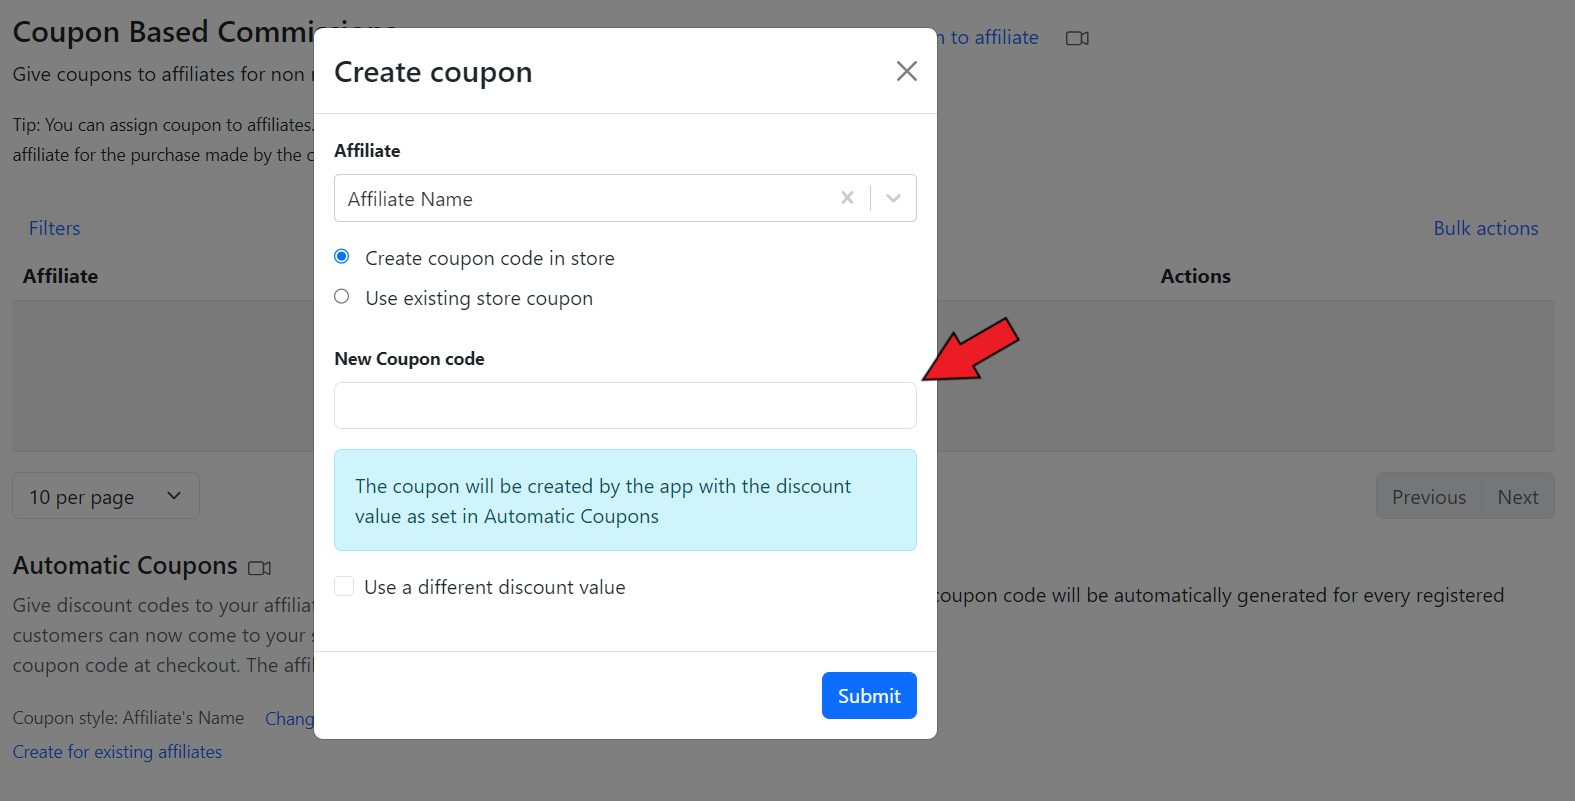 Coupon Based Commissions
n to affiliate
Give coupons to affiliates for non
Tip: You can assign coupon to affiliates.
affiliate for the purchase made by the
Filters
Bulk actions
Affiliate
Actions
10 per page
Previous
Next
Automatic Coupons
Give discount codes to your affilia
customers can now come to your
coupon code at checkout. The affil
coupon code will be automatically generated for every registered
Coupon style: Affiliate's Name
Chang
Create for existing affiliates
Create coupon
Affiliate
Affiliate Name
Create coupon code in store
Use existing store coupon
New Coupon code
The coupon will be created by the app with the discount
value as set in Automatic Coupons
Use a different discount value
Submit